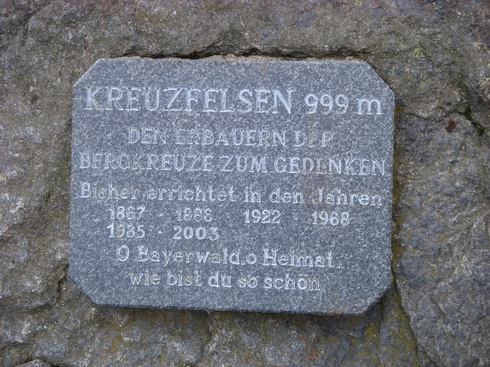 KREUZFELSEN 999 m
DEN ERBAUERN DER
BERGKREUZE ZUM GEDENKEN
Bisher errichtet in den Jahren
1867 - 1886 1922 1968
1985 - 2003
O Bayerwald, o Heimat,
wie bist du so schön